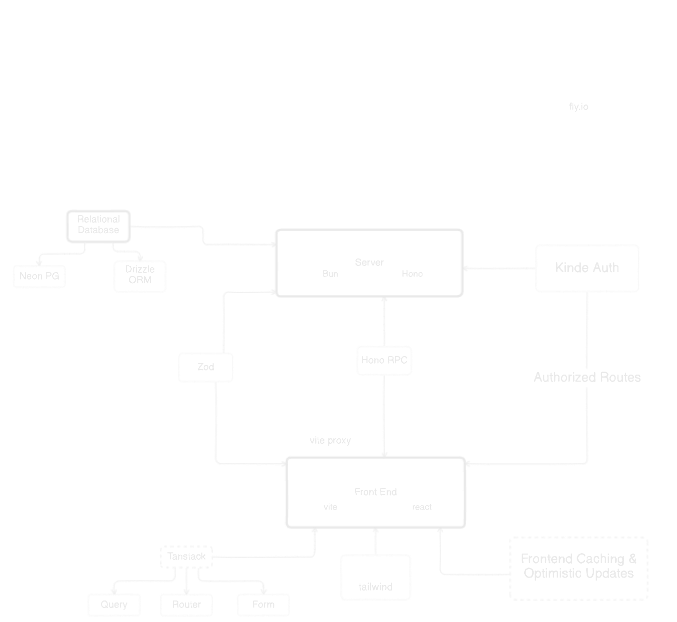 fly.io
Relational
Database
Server
Bun
Hono
Kinde Auth
Neon PG
Drizzle
ORM
Zod
Hono RPC
Authorized Routes
vite proxy
Front End
vite
react
Tanstack
Frontend Caching &
Optimistic Updates
tailwind
Query
Router
Form